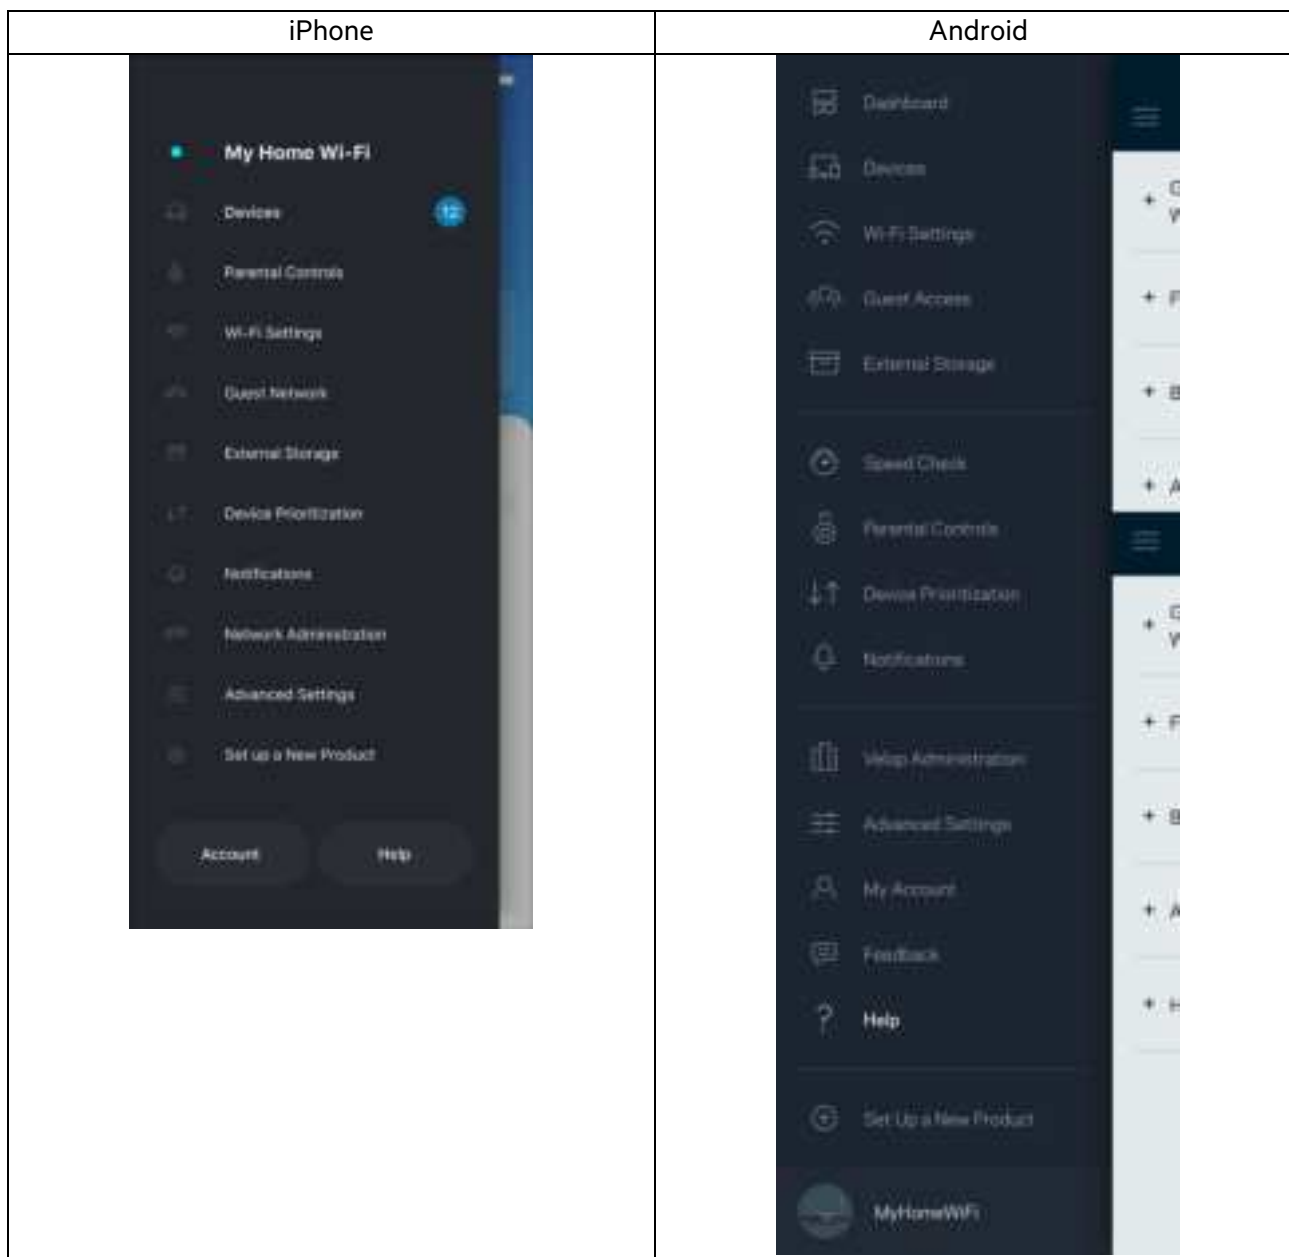 iPhone
Android
My Home Wi-Fi
Devices
12
Parental Controls
Wi-Fi Settings
Guest Network
External Storage
Device Prioritization
Notifications
Network Administration
Advanced Settings
Set up a New Product
Account
Help
Dashboard
Devices
Wi-Fi Settings
Guest Access
External Storage
Speed Check
Parental Controls
Device Prioritization
Notifications
Velop Administration
Advanced Settings
My Account
Feedback
Help
Set Up a New Product
MyHomeWiFi